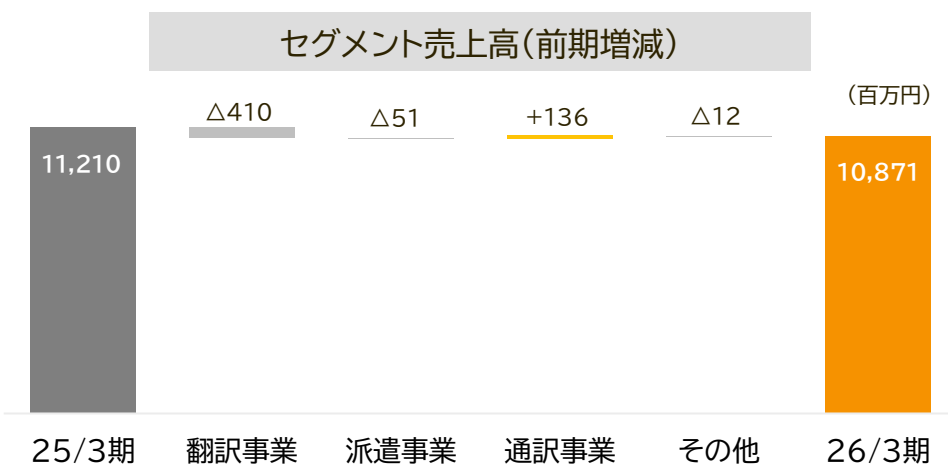 セグメント売上高(前期増減)
(百万円)
△410
△51
+136
△12
11,210
10,871
25/3期
翻訳事業
派遣事業
通訳事業
その他
26/3期